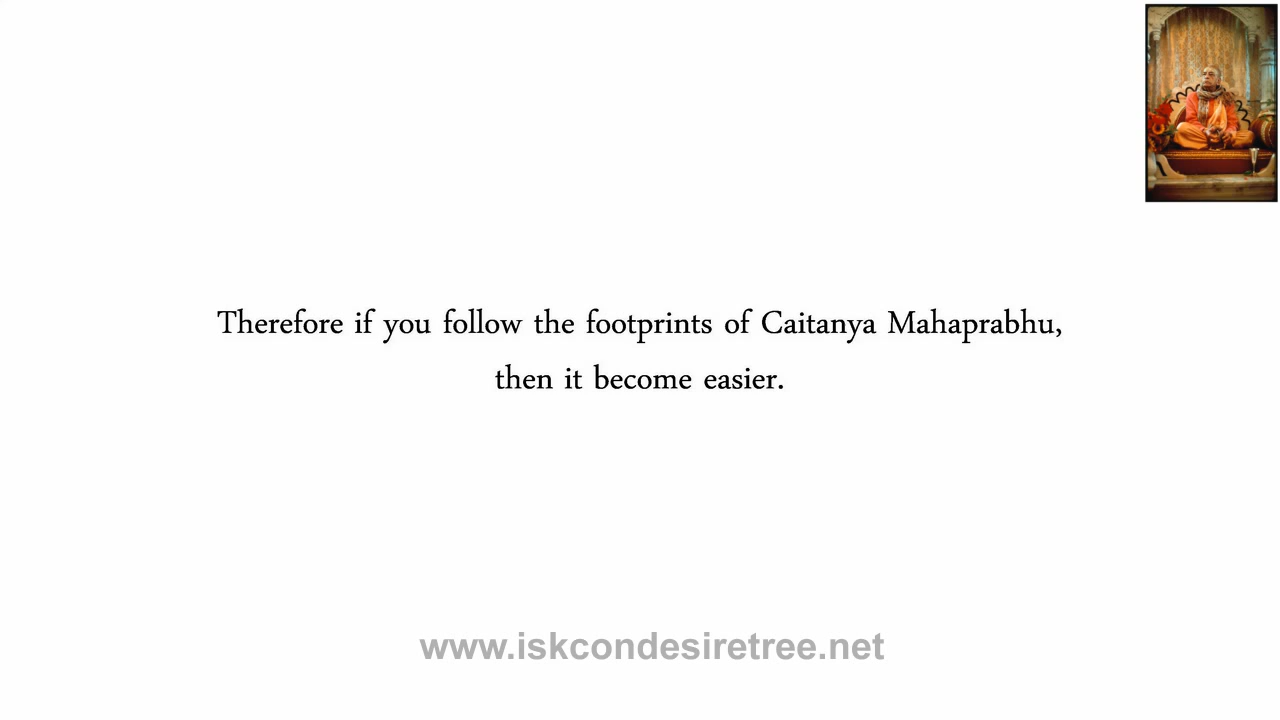 Therefore if you follow the footprints of Caitanya Mahaprabhu,
then it become easier.
www.iskcondesiretree.net